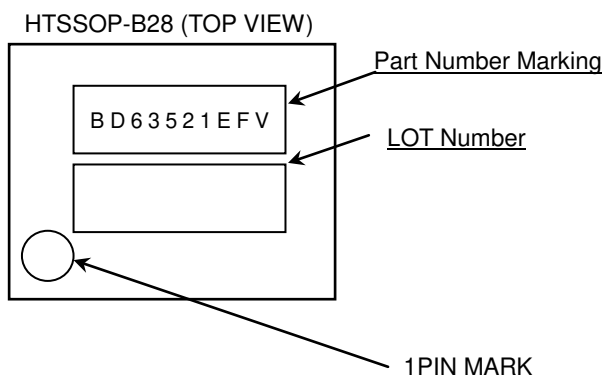 HTSSOP-B28 (TOP VIEW)
Part Number Marking
BD63521EFV
LOT Number
1PIN MARK